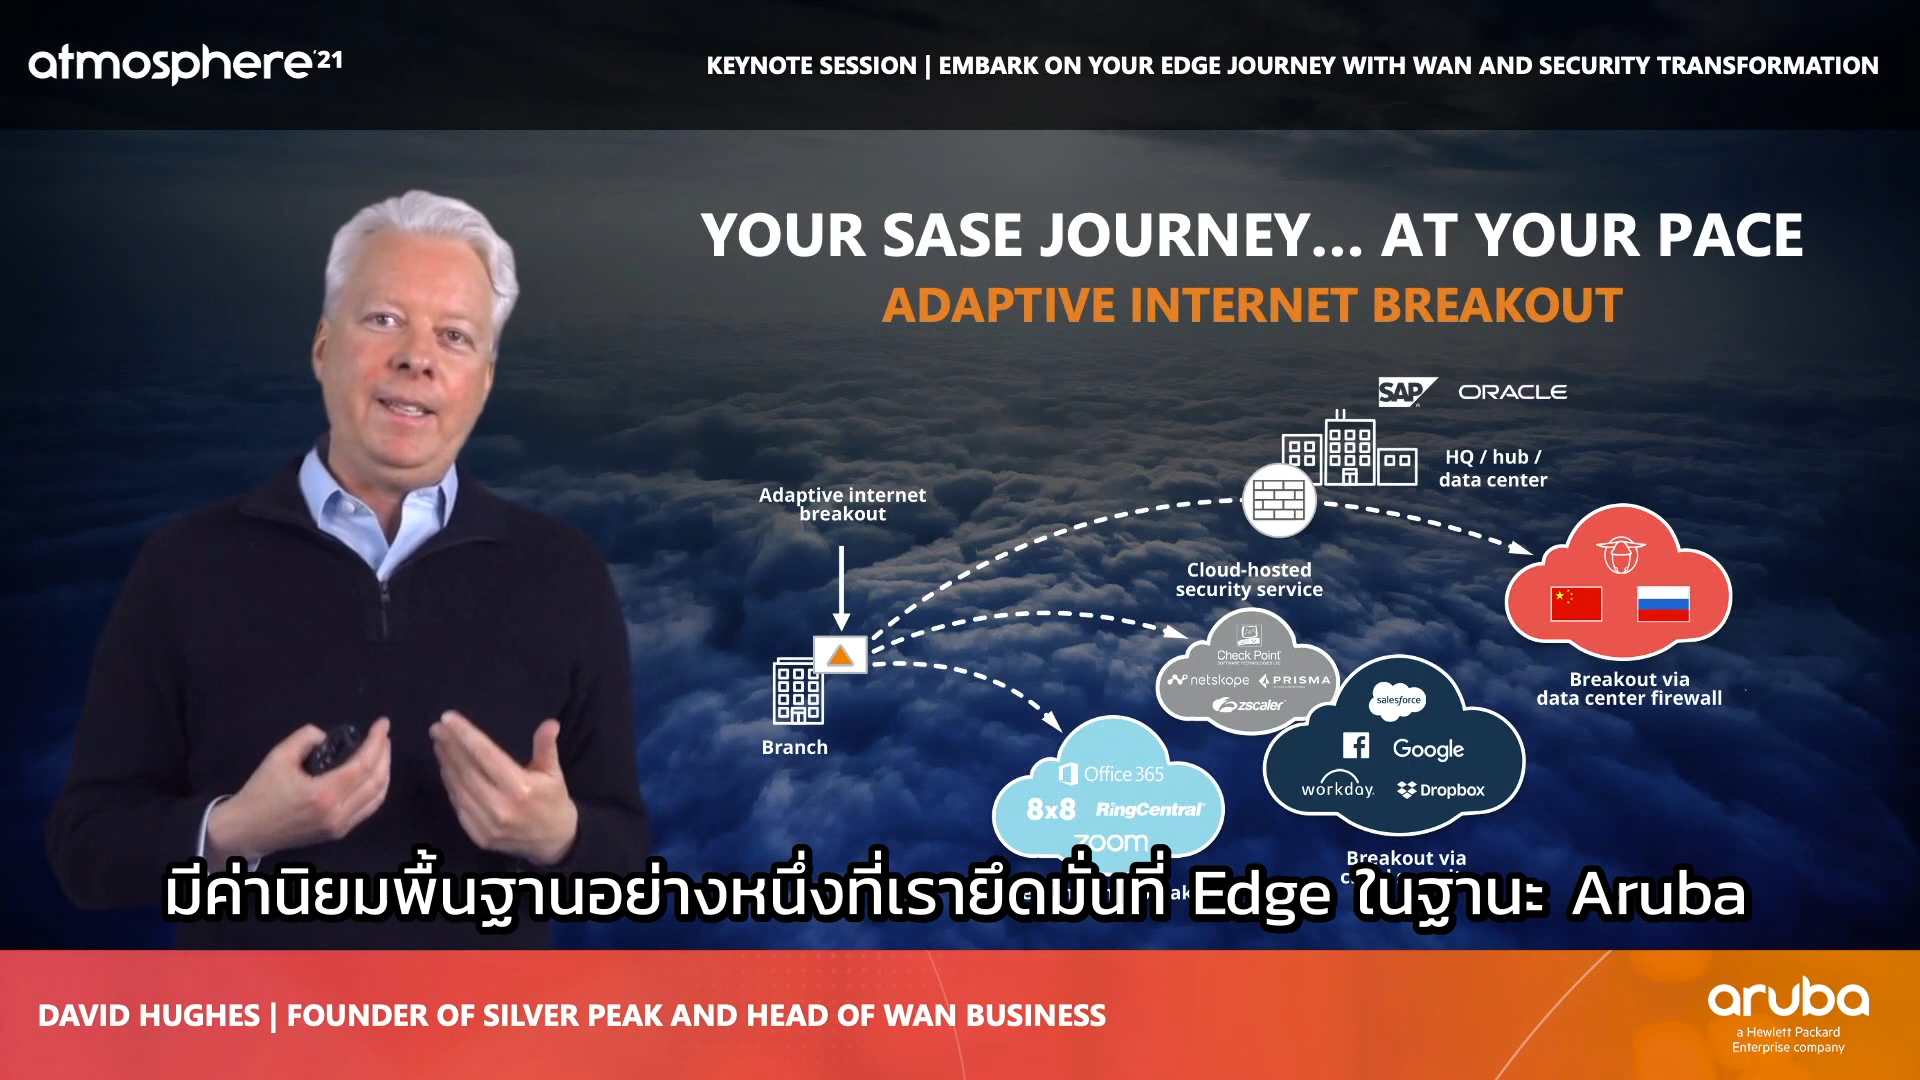 atmosphere'21
KEYNOTE SESSION | EMBARK ON YOUR EDGE JOURNEY WITH WAN AND SECURITY TRANSFORMATION
YOUR SASE JOURNEY... AT YOUR PACE
ADAPTIVE INTERNET BREAKOUT
SAP
ORACLE
HQ / hub /
data center
Adaptive internet
breakout
Cloud-hosted
security service
Check Point
SOFTWARE TECHNOLOGIES LTD
netskope
PRISMA
zscaler
Breakout via
data center firewall
Branch
salesforce
Google
workday.
Dropbox
Office 365
8x8
RingCentral
zoom
Breakout via
มีค่านิยมพื้นฐานอย่างหนึ่งที่เรายึดมั่นที่ Edge ในฐานะ Aruba
DAVID HUGHES | FOUNDER OF SILVER PEAK AND HEAD OF WAN BUSINESS
aruba
a Hewlett Packard
Enterprise company